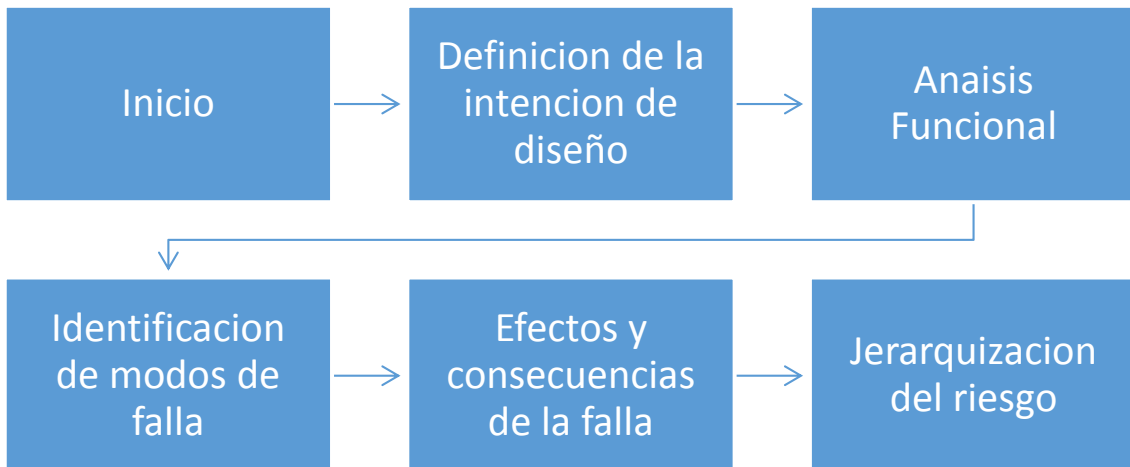 Inicio
Definicion de la
intencion de
diseño
Anaisis
Funcional
Identificacion
de modos de
falla
Efectos y
consecuencias
de la falla
Jerarquizacion
del riesgo